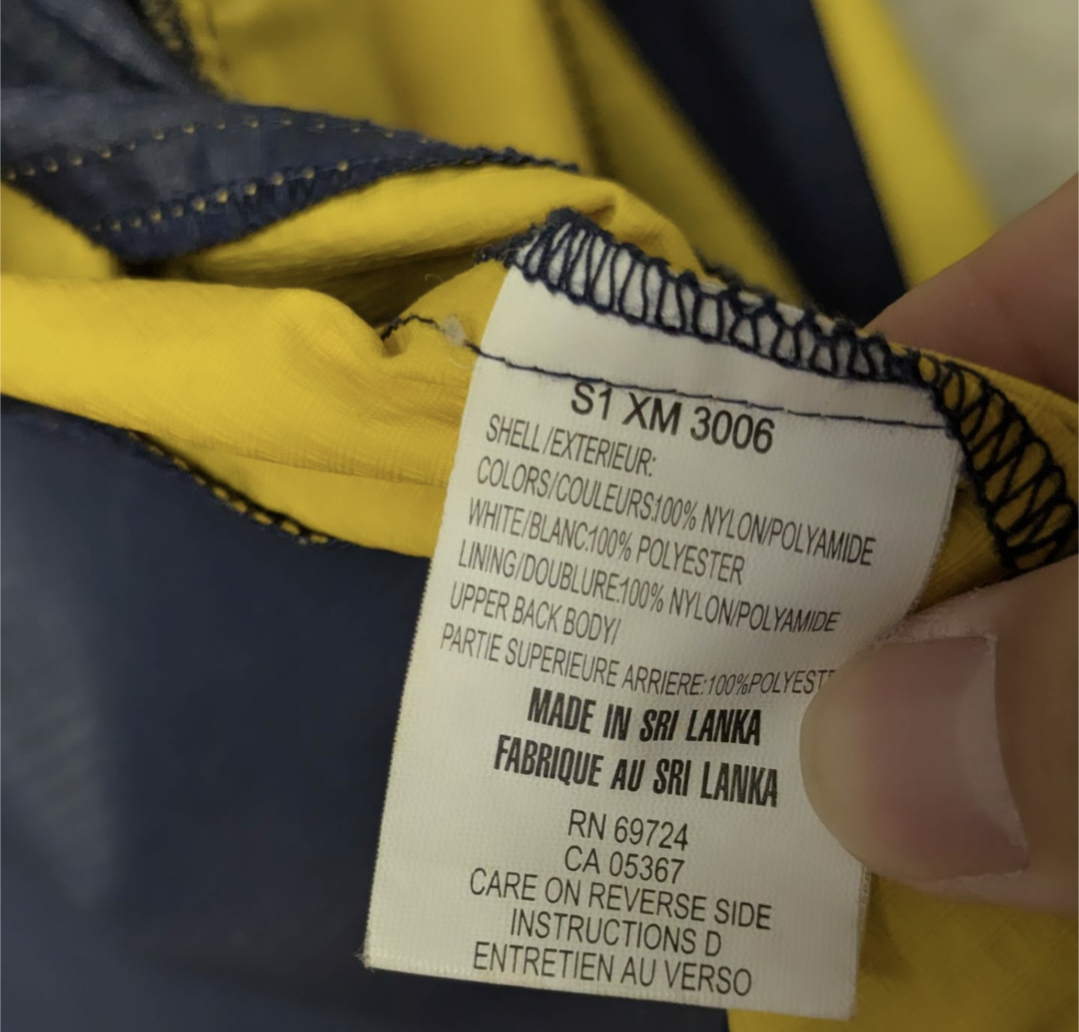 S1 XM 3006
SHELL/EXTERIEUR:
COLORS/COULEURS:100% NYLON/POLYAMIDE
WHITE/BLANC:100% POLYESTER
LINING/DOUBLURE:100% NYLON/POLYAMIDE
UPPER BACK BODY/
PARTIE SUPERIEURE ARRIERE:100%POLYEST
MADE IN SRI LANKA
FABRIQUE AU SRI LANKA
RN 69724
CA 05367
CARE ON REVERSE SIDE
INSTRUCTIONS D
ENTRETIEN AU VERSO